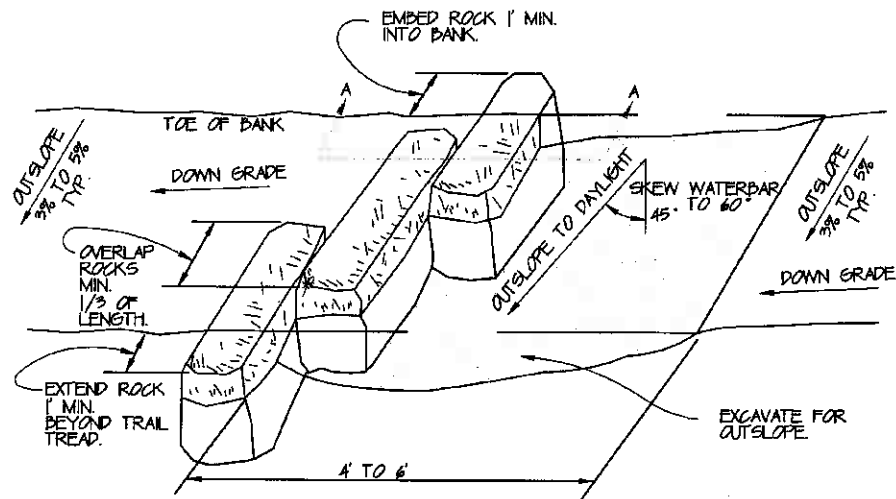 EMBED ROCK 1' MIN.
INTO BANK.
A
A
TOE OF BANK
OUTSLOPE
3% TO 5%
TYP.
DOWN GRADE
OUTSLOPE TO DAYLIGHT
SKEW WATERBAR
45° TO 60°
OUTSLOPE
3% TO 5%
TYP.
OVERLAP
ROCKS
MIN.
1/3 OF
LENGTH.
DOWN GRADE
EXTEND ROCK
1' MIN.
BEYOND TRAIL
TREAD.
EXCAVATE FOR
OUTSLOPE.
4' TO 6'